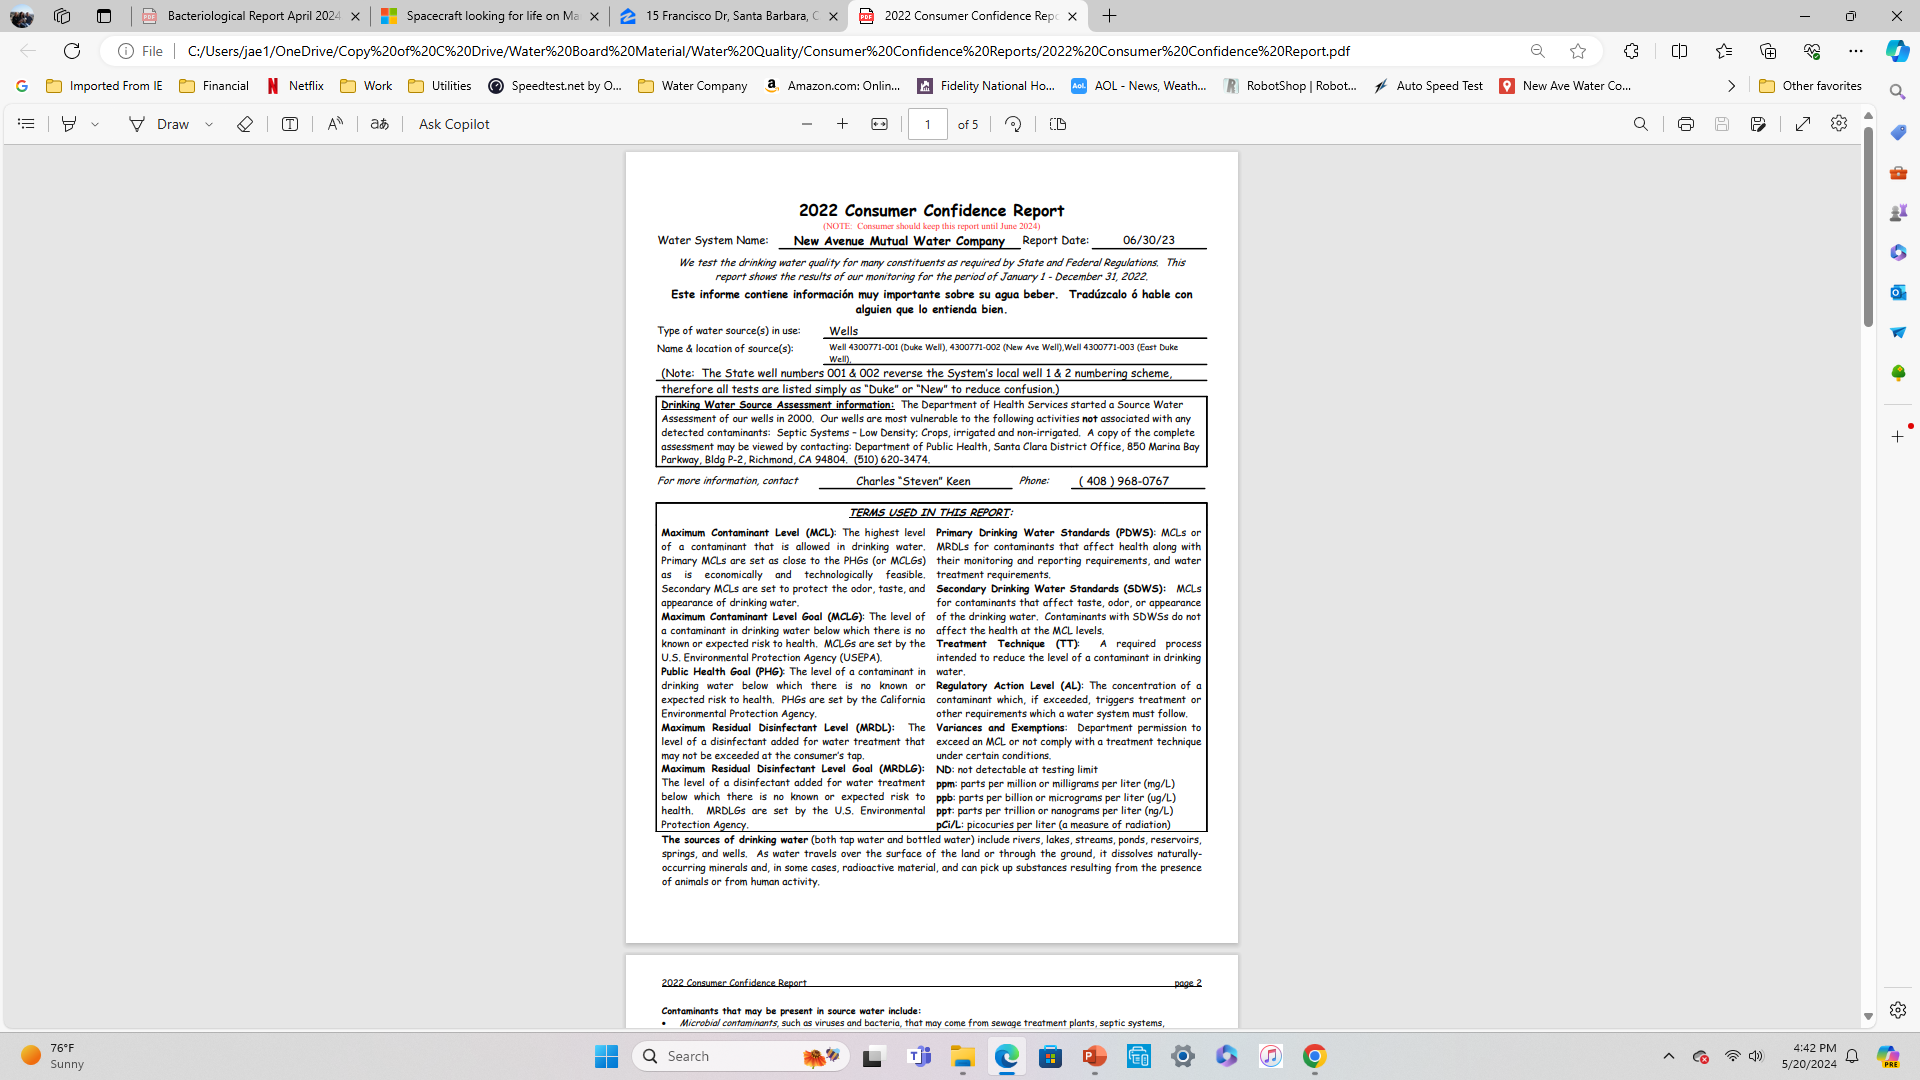 Bacteriological Report April 2024
Spacecraft looking for life on Ma
15 Francisco Dr, Santa Barbara, C
2022 Consumer Confidence Repo
File
C:/Users/jae1/OneDrive/Copy%20of%20C%20Drive/Water%20Board%20Material/Water%20Quality/Consumer%20Confidence%20Reports/2022%20Consumer%20Confidence%20Report.pdf
Imported From IE
Financial
Netflix
Work
Utilities
Speedtest.net by O...
Water Company
Amazon.com: Onlin...
Fidelity National Ho...
AOL - News, Weath...
RobotShop | Robot...
Auto Speed Test
New Ave Water Co...
Other favorites
Draw
Ask Copilot
1 of 5
2022 Consumer Confidence Report
(NOTE: Consumer should keep this report until June 2024)
Water System Name: New Avenue Mutual Water Company Report Date: 06/30/23
We test the drinking water quality for many constituents as required by State and Federal Regulations. This
report shows the results of our monitoring for the period of January 1 - December 31, 2022.
Este informe contiene información muy importante sobre su agua beber. Tradúzcalo ó hable con
alguien que lo entienda bien.
Type of water source(s) in use: Wells
Name & location of source(s): Well 4300771-001 (Duke Well), 4300771-002 (New Ave Well),Well 4300771-003 (East Duke
Well),
(Note: The State well numbers 001 & 002 reverse the System's local well 1 & 2 numbering scheme,
therefore all tests are listed simply as "Duke" or "New" to reduce confusion.)
Drinking Water Source Assessment information: The Department of Health Services started a Source Water
Assessment of our wells in 2000. Our wells are most vulnerable to the following activities not associated with any
detected contaminants: Septic Systems – Low Density; Crops, irrigated and non-irrigated. A copy of the complete
assessment may be viewed by contacting: Department of Public Health, Santa Clara District Office, 850 Marina Bay
Parkway, Bldg P-2, Richmond, CA 94804. (510) 620-3474.
For more information, contact Charles "Steven" Keen Phone: ( 408 ) 968-0767
TERMS USED IN THIS REPORT:
Maximum Contaminant Level (MCL): The highest level
of a contaminant that is allowed in drinking water.
Primary MCLs are set as close to the PHGs (or MCLGs)
as is economically and technologically feasible.
Secondary MCLs are set to protect the odor, taste, and
appearance of drinking water.
Maximum Contaminant Level Goal (MCLG): The level of
a contaminant in drinking water below which there is no
known or expected risk to health. MCLGs are set by the
U.S. Environmental Protection Agency (USEPA).
Public Health Goal (PHG): The level of a contaminant in
drinking water below which there is no known or
expected risk to health. PHGs are set by the California
Environmental Protection Agency.
Maximum Residual Disinfectant Level (MRDL): The
level of a disinfectant added for water treatment that
may not be exceeded at the consumer's tap.
Maximum Residual Disinfectant Level Goal (MRDLG):
The level of a disinfectant added for water treatment
below which there is no known or expected risk to
health. MRDLGs are set by the U.S. Environmental
Protection Agency.
Primary Drinking Water Standards (PDWS): MCLs or
MRDLs for contaminants that affect health along with
their monitoring and reporting requirements, and water
treatment requirements.
Secondary Drinking Water Standards (SDWS): MCLs
for contaminants that affect taste, odor, or appearance
of the drinking water. Contaminants with SDWSs do not
affect the health at the MCL levels.
Treatment Technique (TT): A required process
intended to reduce the level of a contaminant in drinking
water.
Regulatory Action Level (AL): The concentration of a
contaminant which, if exceeded, triggers treatment or
other requirements which a water system must follow.
Variances and Exemptions: Department permission to
exceed an MCL or not comply with a treatment technique
under certain conditions.
ND: not detectable at testing limit
ppm: parts per million or milligrams per liter (mg/L)
ppb: parts per billion or micrograms per liter (ug/L)
ppt: parts per trillion or nanograms per liter (ng/L)
pCi/L: picocuries per liter (a measure of radiation)
The sources of drinking water (both tap water and bottled water) include rivers, lakes, streams, ponds, reservoirs,
springs, and wells. As water travels over the surface of the land or through the ground, it dissolves naturally-
occurring minerals and, in some cases, radioactive material, and can pick up substances resulting from the presence
of animals or from human activity.
2022 Consumer Confidence Report page 2
Contaminants that may be present in source water include:
• Microbial contaminants, such as viruses and bacteria, that may come from sewage treatment plants, septic systems,
76°F
Sunny
Search
4:42 PM
5/20/2024